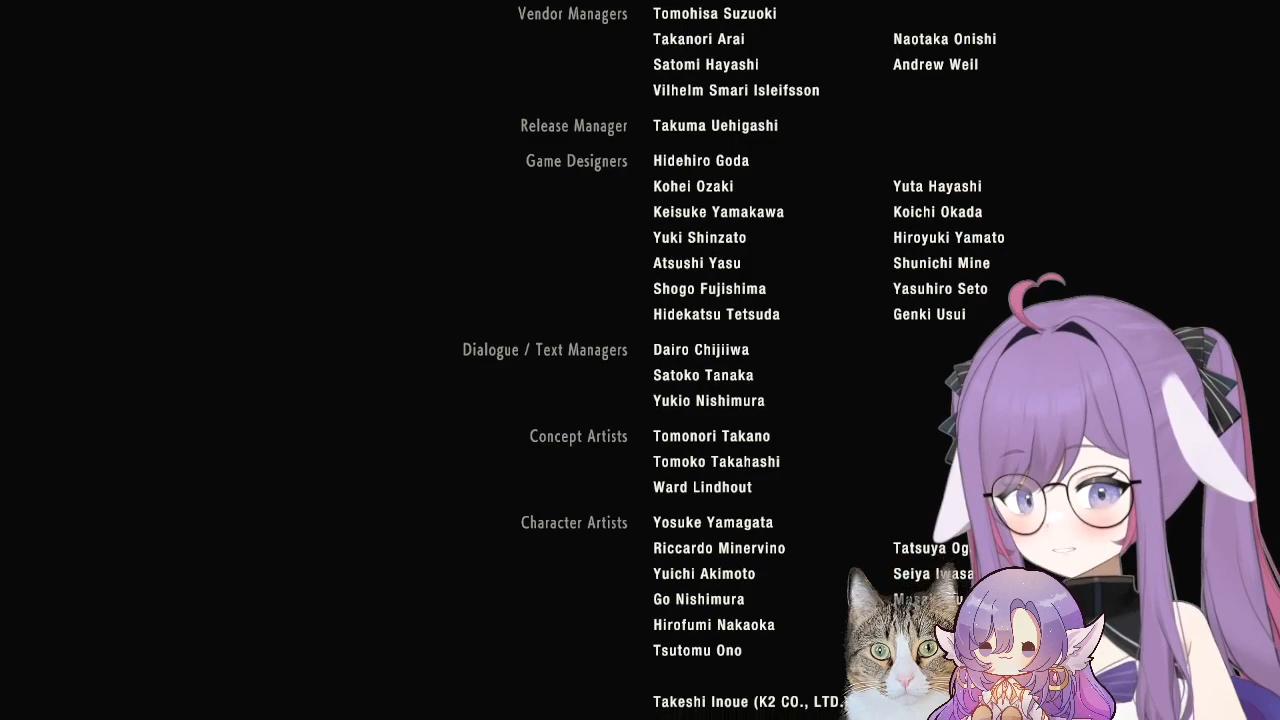 Vendor Managers Tomohisa Suzuoki
Takanori Arai Naotaka Onishi
Satomi Hayashi Andrew Weil
Vilhelm Smari Isleifsson
Release Manager Takuma Uehigashi
Game Designers Hidehiro Goda
Kohei Ozaki Yuta Hayashi
Keisuke Yamakawa Koichi Okada
Yuki Shinzato Hiroyuki Yamato
Atsushi Yasu Shunichi Mine
Shogo Fujishima Yasuhiro Seto
Hidekatsu Tetsuda Genki Usui
Dialogue / Text Managers Dairo Chijiiwa
Satoko Tanaka
Yukio Nishimura
Concept Artists Tomonori Takano
Tomoko Takahashi
Ward Lindhout
Character Artists Yosuke Yamagata
Riccardo Minervino Tatsuya
Yuichi Akimoto Seiya
Go Nishimura
Hirofumi Nakaoka
Tsutomu Ono
Takeshi Inoue (K2 CO., LTD.